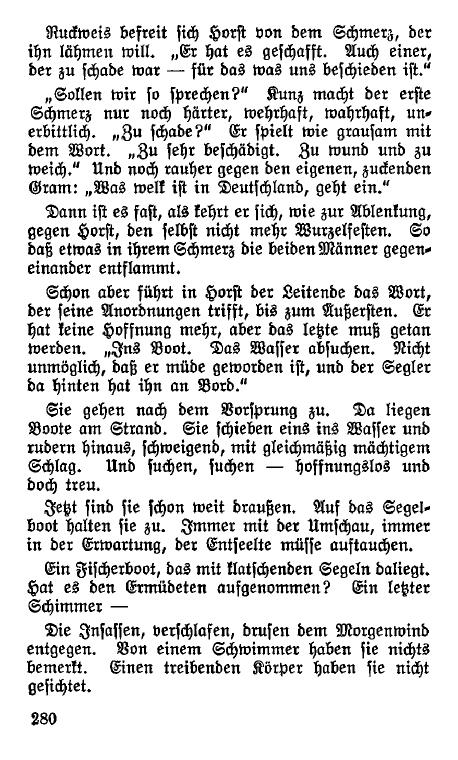 Ruckweis befreit sich Horst von dem Schmerz, der
ihn lähmen will. „Er hat es geschafft. Auch einer,
der zu schade war — für das was uns beschieden ist.“
„Sollen wir so sprechen?“ Kunz macht der erste
Schmerz nur noch härter, wehrhaft, wahrhaft, un-
erbittlich. „Zu schade?“ Er spielt wie grausam mit
dem Wort. „Zu sehr beschädigt. Zu wund und zu
weich.“ Und noch rauher gegen den eigenen, zuckenden
Gram: „Was welk ist in Deutschland, geht ein.“
Dann ist es fast, als kehrt er sich, wie zur Ablenkung,
gegen Horst, den selbst nicht mehr Wurzelfesten. So
daß etwas in ihrem Schmerz die beiden Männer gegen-
einander entflammt.
Schon aber führt in Horst der Leitende das Wort,
der seine Anordnungen trifft, bis zum Äußersten. Er
hat keine Hoffnung mehr, aber das letzte muß getan
werden. „Ins Boot. Das Wasser absuchen. Nicht
unmöglich, daß er müde geworden ist, und der Segler
da hinten hat ihn an Bord.“
Sie gehen nach dem Vorsprung zu. Da liegen
Boote am Strand. Sie schieben eins ins Wasser und
rudern hinaus, schweigend, mit gleichmäßig mächtigem
Schlag. Und suchen, suchen — hoffnungslos und
doch treu.
Jetzt sind sie schon weit draußen. Auf das Segel-
boot halten sie zu. Immer mit der Umschau, immer
in der Erwartung, der Entseelte müsse auftauchen.
Ein Fischerboot, das mit klatschenden Segeln daliegt.
Hat es den Ermüdeten aufgenommen? Ein letzter
Schimmer —
Die Insassen, verschlafen, drusen dem Morgenwind
entgegen. Von einem Schwimmer haben sie nichts
bemerkt. Einen treibenden Körper haben sie nicht
gesichtet.
280